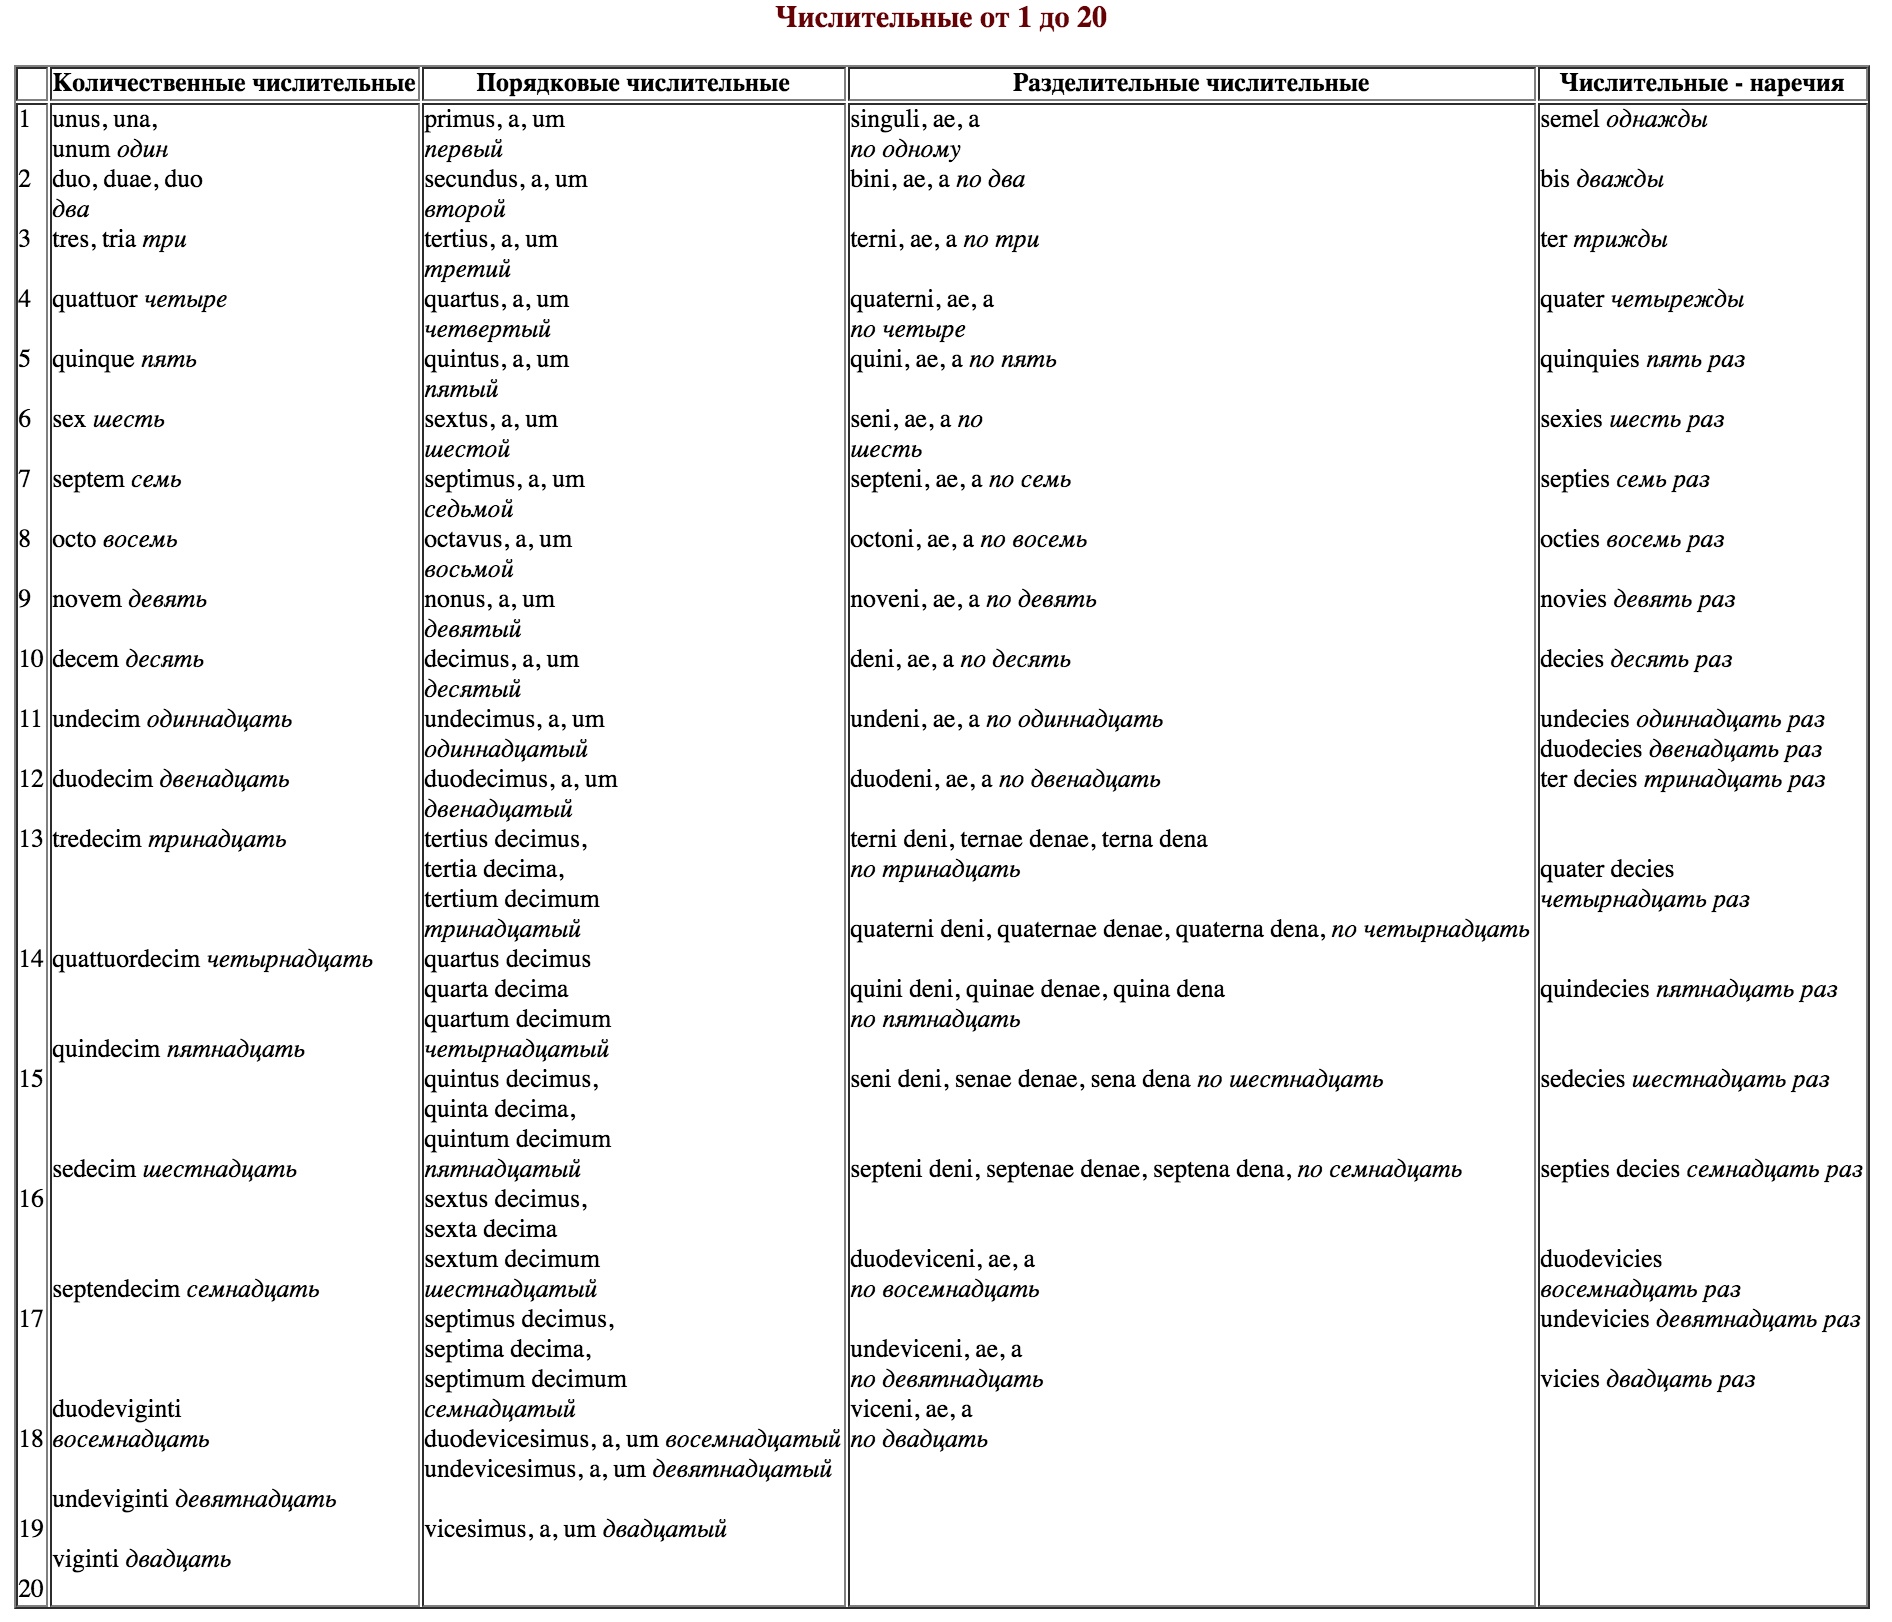 Числительные от 1 до 20
Количественные числительные Порядковые числительные Разделительные числительные Числительные - наречия
1 unus, una, primus, a, um singuli, ae, a semel однажды
unum один первый по одному
2 duo, duae, duo secundus, a, um bini, ae, a по два bis дважды
два второй
3 tres, tria три tertius, a, um terni, ae, a по три ter трижды
третий
4 quattuor четыре quartus, a, um quaterni, ae, a quater четырежды
четвертый по четыре
5 quinque пять quintus, a, um quini, ae, a по пять quinquies пять раз
пятый
6 sex шесть sextus, a, um seni, ae, a по sexies шесть раз
шестой шесть
7 septem семь septimus, a, um septeni, ae, a по семь septies семь раз
седьмой
8 octo восемь octavus, a, um octoni, ae, a по восемь octies восемь раз
восьмой
9 novem девять nonus, a, um noveni, ae, a по девять novies девять раз
девятый
10 decem десять decimus, a, um deni, ae, a по десять decies десять раз
десятый
11 undecim одиннадцать undecimus, a, um undeni, ae, a по одиннадцать undecies одиннадцать раз
одиннадцатый duodecies двенадцать раз
12 duodecim двенадцать duodecimus, a, um duodeni, ae, a по двенадцать ter decies тринадцать раз
двенадцатый
13 tredecim тринадцать tertius decimus, terni deni, ternae denae, terna dena
tertia decima, по тринадцать quater decies
tertium decimum четырнадцать раз
тринадцатый quaterni deni, quaternae denae, quaterna dena, по четырнадцать
14 quattuordecim четырнадцать quartus decimus
quarta decima quini deni, quinae denae, quina dena quindecies пятнадцать раз
quartum decimum по пятнадцать
quindecim пятнадцать четырнадцатый
15 quintus decimus, seni deni, senae denae, sena dena по шестнадцать sedecies шестнадцать раз
quinta decima,
quintum decimum
sedecim шестнадцать пятнадцатый septeni deni, septenae denae, septena dena, по семнадцать septies decies семнадцать раз
16 sextus decimus,
sexta decima
sextum decimum duodeviceni, ae, a duodevicies
septendecim семнадцать шестнадцатый по восемнадцать восемнадцать раз
17 septimus decimus, undevicies девятнадцать раз
septima decima, undeviceni, ae, a
septimum decimum по девятнадцать vicies двадцать раз
duodeviginti семнадцатый viceni, ae, a
18 восемнадцать duodevicesimus, a, um восемнадцатый по двадцать
undevicesimus, a, um девятнадцатый
undeviginti девятнадцать
19 vicesimus, a, um двадцатый
viginti двадцать
20